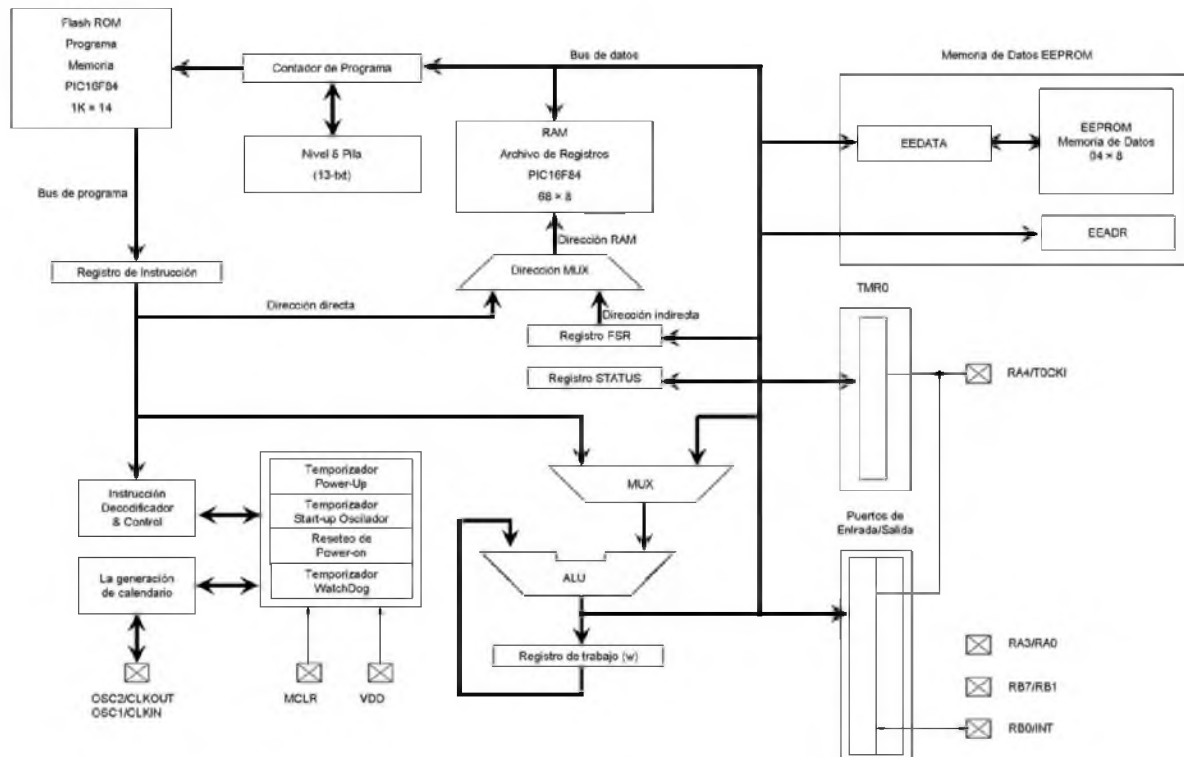 Flash ROM
Programa
Memoria
PIC16F84
1K × 14
Contador de Programa
Bus de datos
Memoria de Datos EEPROM
Nivel 8 Pila
(13-txt)
RAM
Archivo de Registros
PIC16F84
68 × 8
EEDATA
EEPROM
Memoria de Datos
64 × 8
EEADR
Bus de programa
Dirección RAM
Registro de Instrucción
Dirección MUX
Dirección directa
Dirección indirecta
TMR0
Registro FSR
Registro STATUS
RA4/T0CKI
MUX
Temporizador
Power-Up
Temporizador
Start-up Oscilador
Reseteo de
Power-on
Temporizador
WatchDog
Instrucción
Decodificador
& Control
La generación
de calendario
ALU
Puertos de
Entrada/Salida
Registro de trabajo (w)
OSC2/CLKOUT
OSC1/CLKIN
MCLR
VDD
RA3/RA0
RB7/RB1
RB0/INT